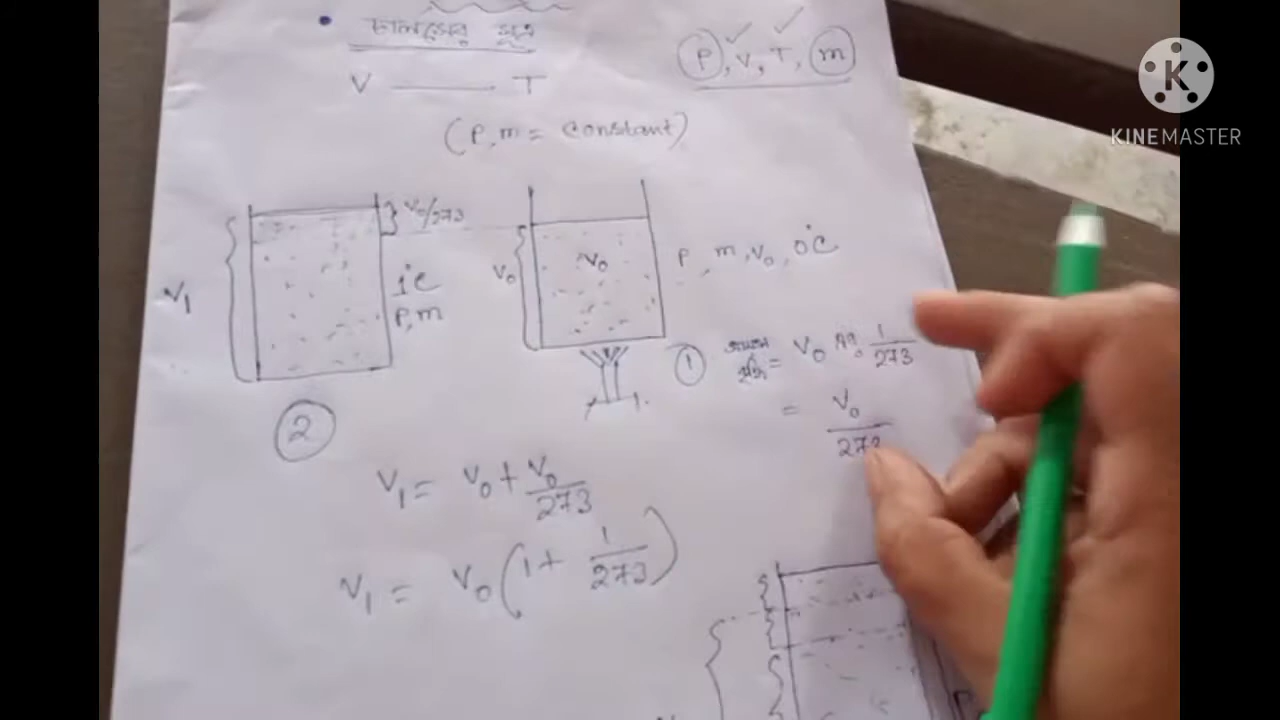 চার্লসের সূত্র
P, V, T, m
V ——— T
(P, m = constant)
V₀/273
V₁
1°C
P, m
V₀
V₀
P, m, V₀, 0°C
2
1
= V₀ এর 1/273
= V₀/273
V₁ = V₀ + V₀/273
V₁ = V₀(1 + 1/273)
KINEMASTER